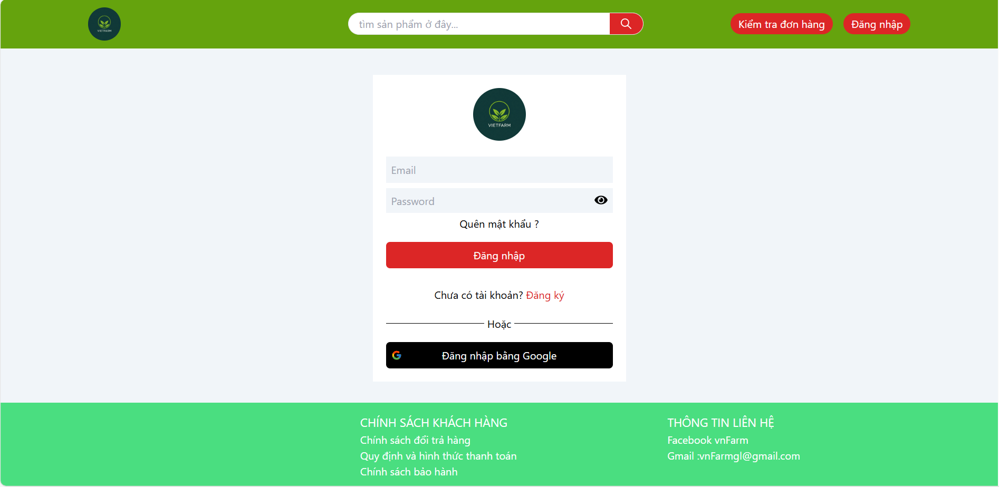 VIETFARM
tìm sản phẩm ở đây...
Kiểm tra đơn hàng
Đăng nhập
VIETFARM
Email
Password
Quên mật khẩu ?
Đăng nhập
Chưa có tài khoản? Đăng ký
Hoặc
Đăng nhập bằng Google
CHÍNH SÁCH KHÁCH HÀNG
Chính sách đổi trả hàng
Quy định và hình thức thanh toán
Chính sách bảo hành
THÔNG TIN LIÊN HỆ
Facebook vnFarm
Gmail :vnFarmgl@gmail.com